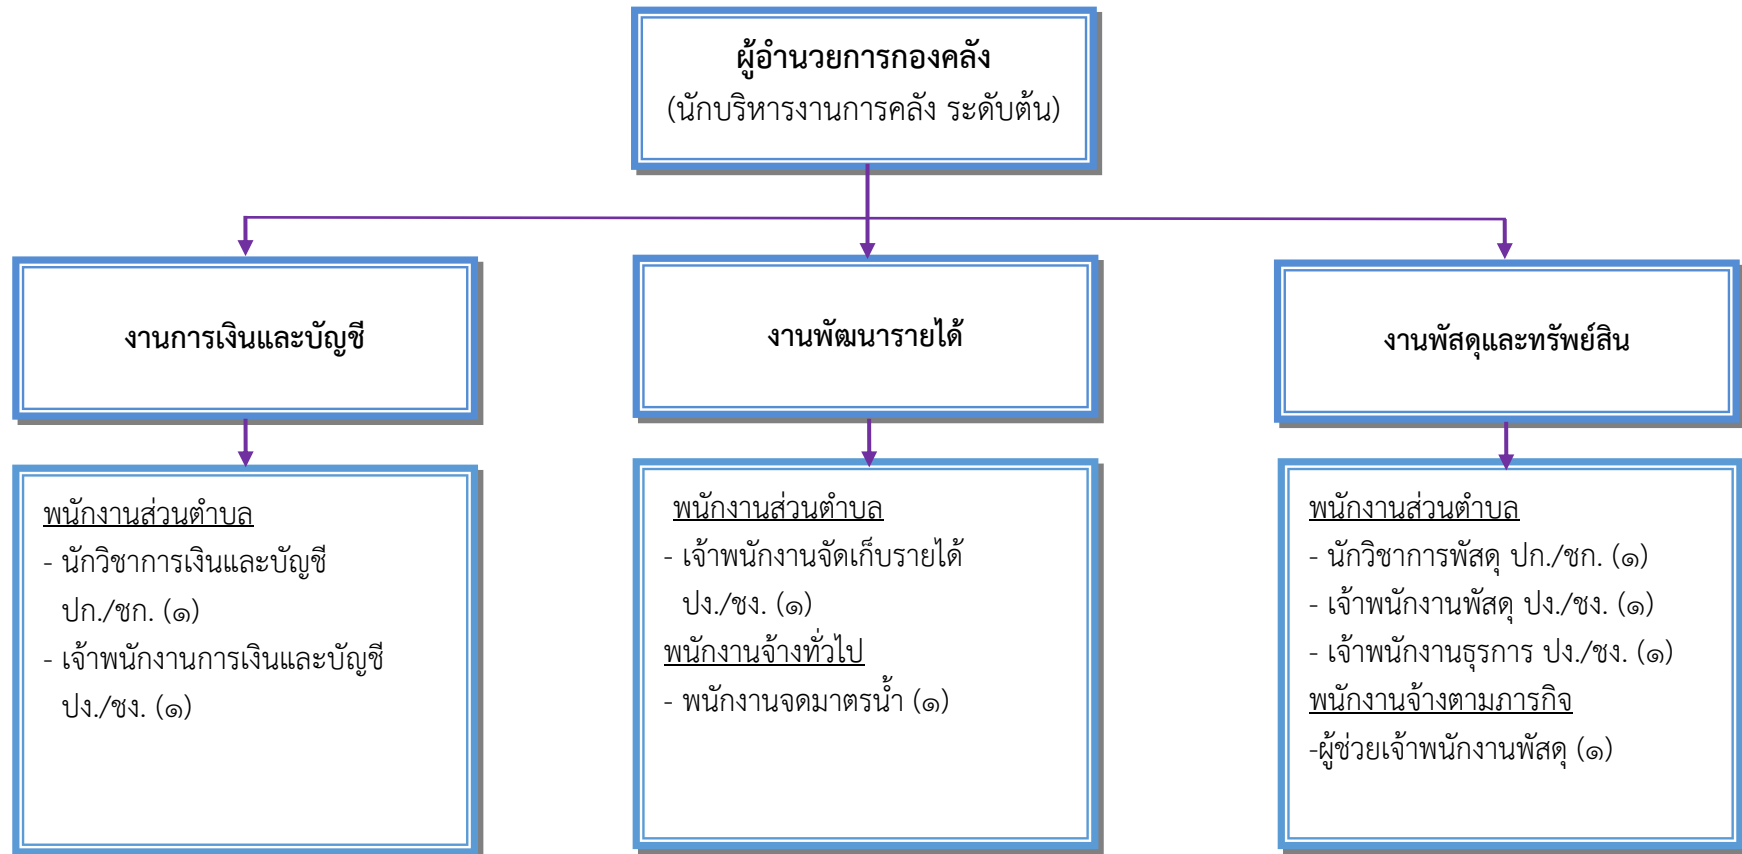 ผู้อำนวยการกองคลัง
(นักบริหารงานการคลัง ระดับต้น)
งานการเงินและบัญชี
งานพัฒนารายได้
งานพัสดุและทรัพย์สิน
พนักงานส่วนตำบล
- นักวิชาการเงินและบัญชี
ปก./ชก. (๑)
- เจ้าพนักงานการเงินและบัญชี
ปง./ชง. (๑)
พนักงานส่วนตำบล
- เจ้าพนักงานจัดเก็บรายได้
ปง./ชง. (๑)
พนักงานจ้างทั่วไป
- พนักงานจดมาตรน้ำ (๑)
พนักงานส่วนตำบล
- นักวิชาการพัสดุ ปก./ชก. (๑)
- เจ้าพนักงานพัสดุ ปง./ชง. (๑)
- เจ้าพนักงานธุรการ ปง./ชง. (๑)
พนักงานจ้างตามภารกิจ
-ผู้ช่วยเจ้าพนักงานพัสดุ (๑)